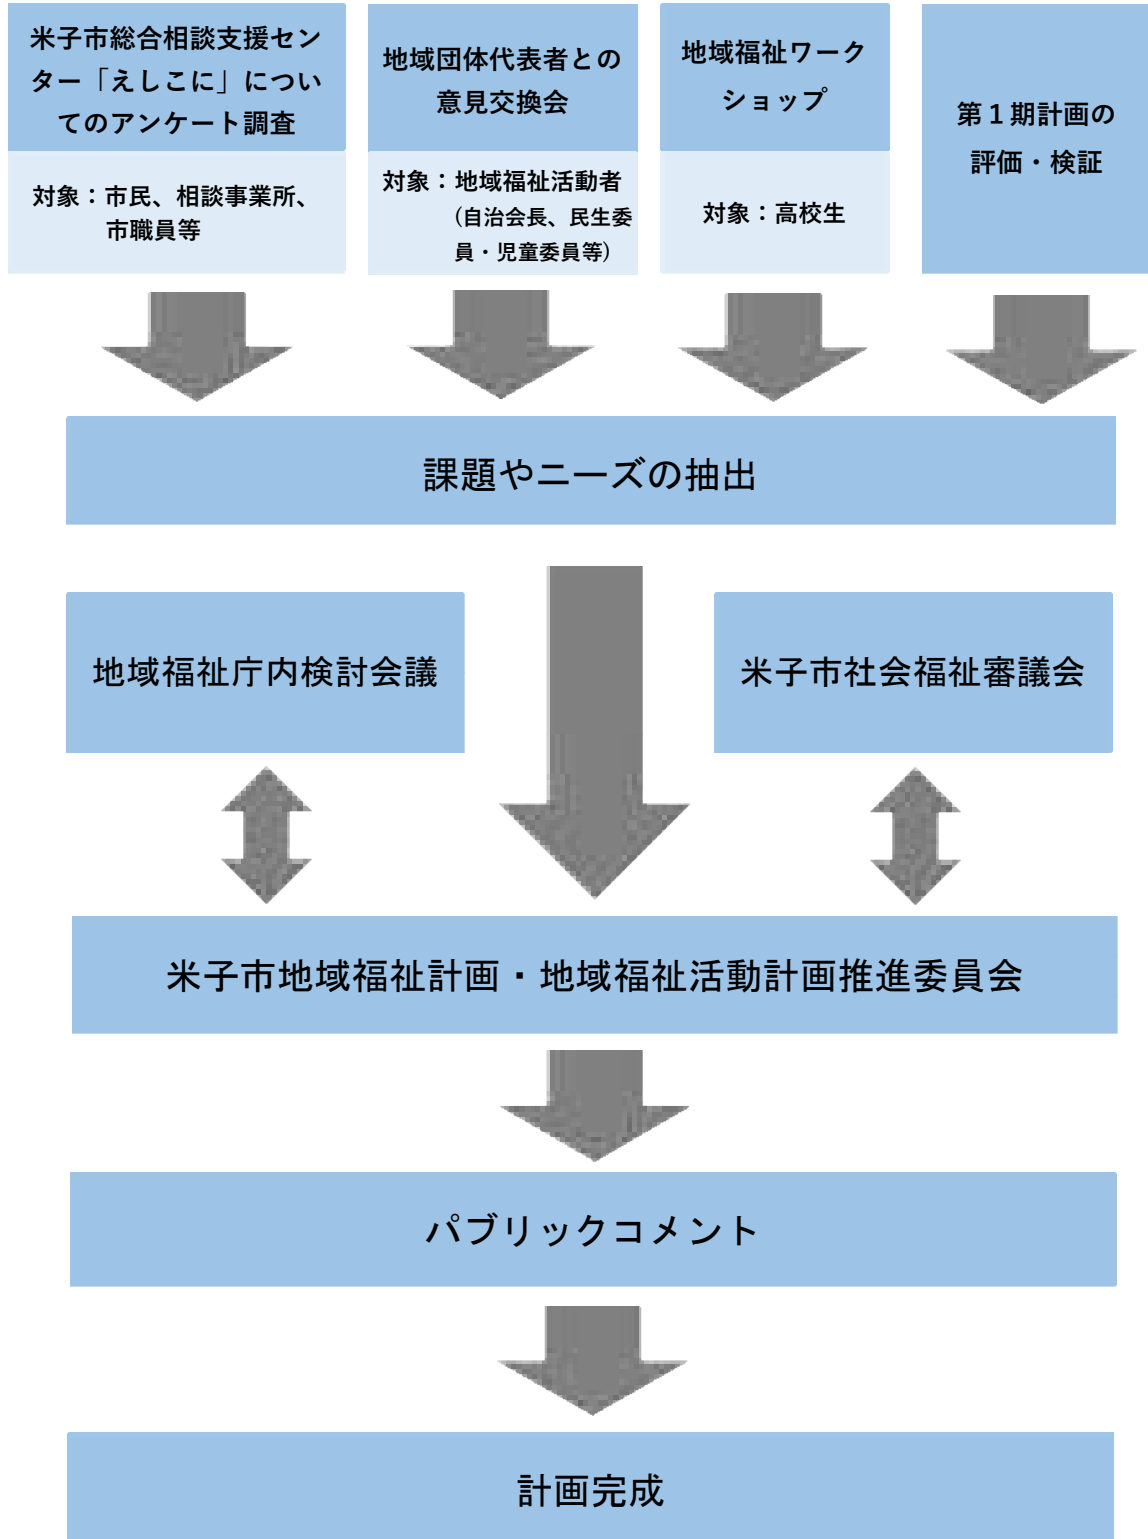 米子市総合相談支援セン
ター「えしこに」につい
てのアンケート調査
対象：市民、相談事業所、
市職員等
地域団体代表者との
意見交換会
対象：地域福祉活動者
(自治会長、民生委
員・児童委員等)
地域福祉ワーク
ショップ
対象：高校生
第１期計画の
評価・検証
課題やニーズの抽出
地域福祉庁内検討会議
米子市社会福祉審議会
米子市地域福祉計画・地域福祉活動計画推進委員会
パブリックコメント
計画完成